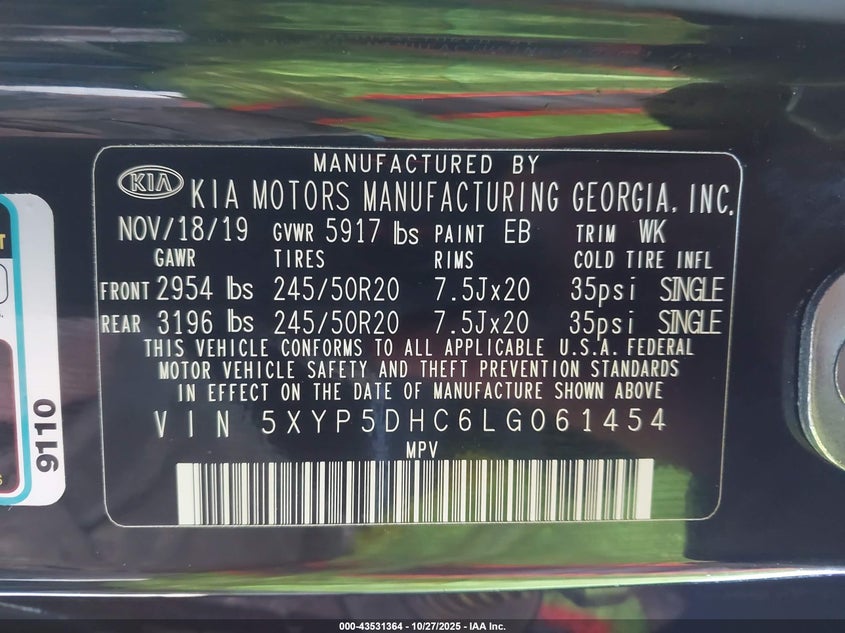 MANUFACTURED BY
KIA KIA MOTORS MANUFACTURING GEORGIA, INC.
NOV/18/19 GVWR 5917 lbs PAINT EB TRIM WK
GAWR TIRES RIMS COLD TIRE INFL
FRONT 2954 lbs 245/50R20 7.5Jx20 35psi SINGLE
REAR 3196 lbs 245/50R20 7.5Jx20 35psi SINGLE
THIS VEHICLE CONFORMS TO ALL APPLICABLE U.S.A. FEDERAL
MOTOR VEHICLE SAFETY AND THEFT PREVENTION STANDARDS
IN EFFECT ON THE DATE OF MANUFACTURE SHOWN ABOVE
VIN 5XYP5DHC6LG061454
MPV
9110
000-43531364 - 10/27/2025 - IAA Inc.